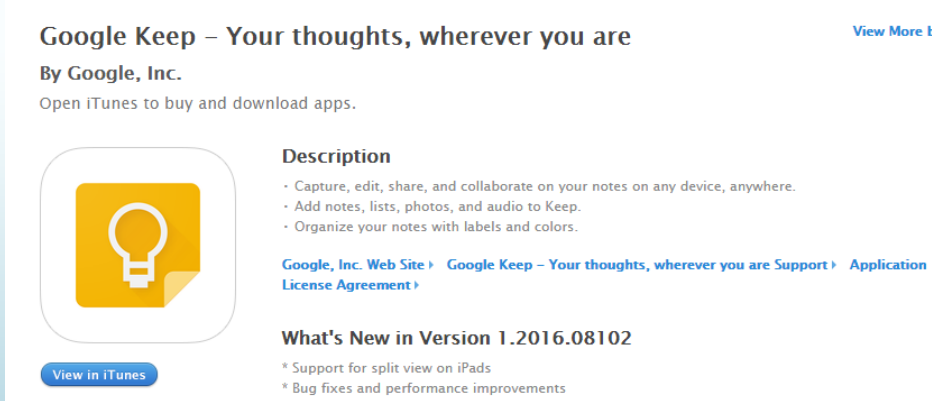 Google Keep – Your thoughts, wherever you are
View More
By Google, Inc.
Open iTunes to buy and download apps.
Description
· Capture, edit, share, and collaborate on your notes on any device, anywhere.
· Add notes, lists, photos, and audio to Keep.
· Organize your notes with labels and colors.
Google, Inc. Web Site Google Keep – Your thoughts, wherever you are Support Application
License Agreement
What's New in Version 1.2016.08102
* Support for split view on iPads
* Bug fixes and performance improvements
View in iTunes